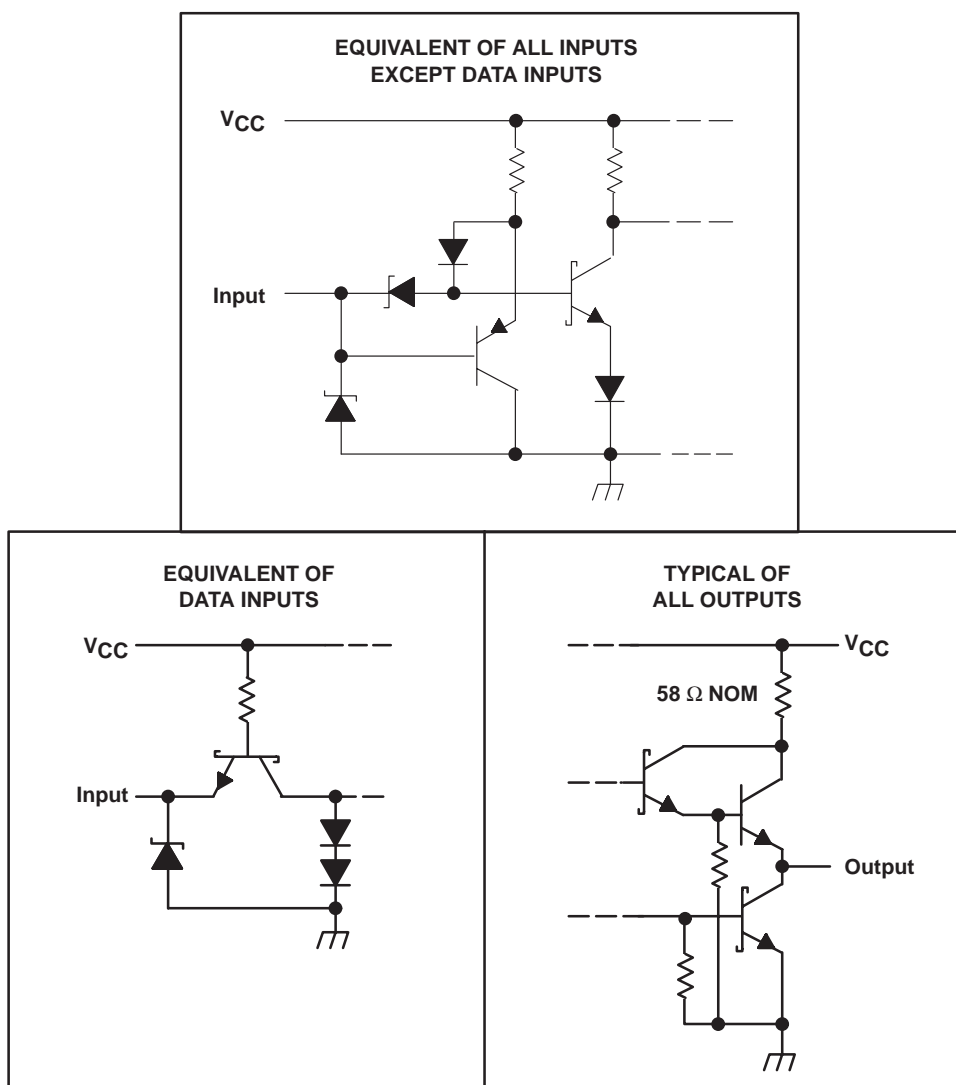 EQUIVALENT OF ALL INPUTS
EXCEPT DATA INPUTS
VCC
Input
EQUIVALENT OF
DATA INPUTS
VCC
Input
TYPICAL OF
ALL OUTPUTS
VCC
58 Ω NOM
Output